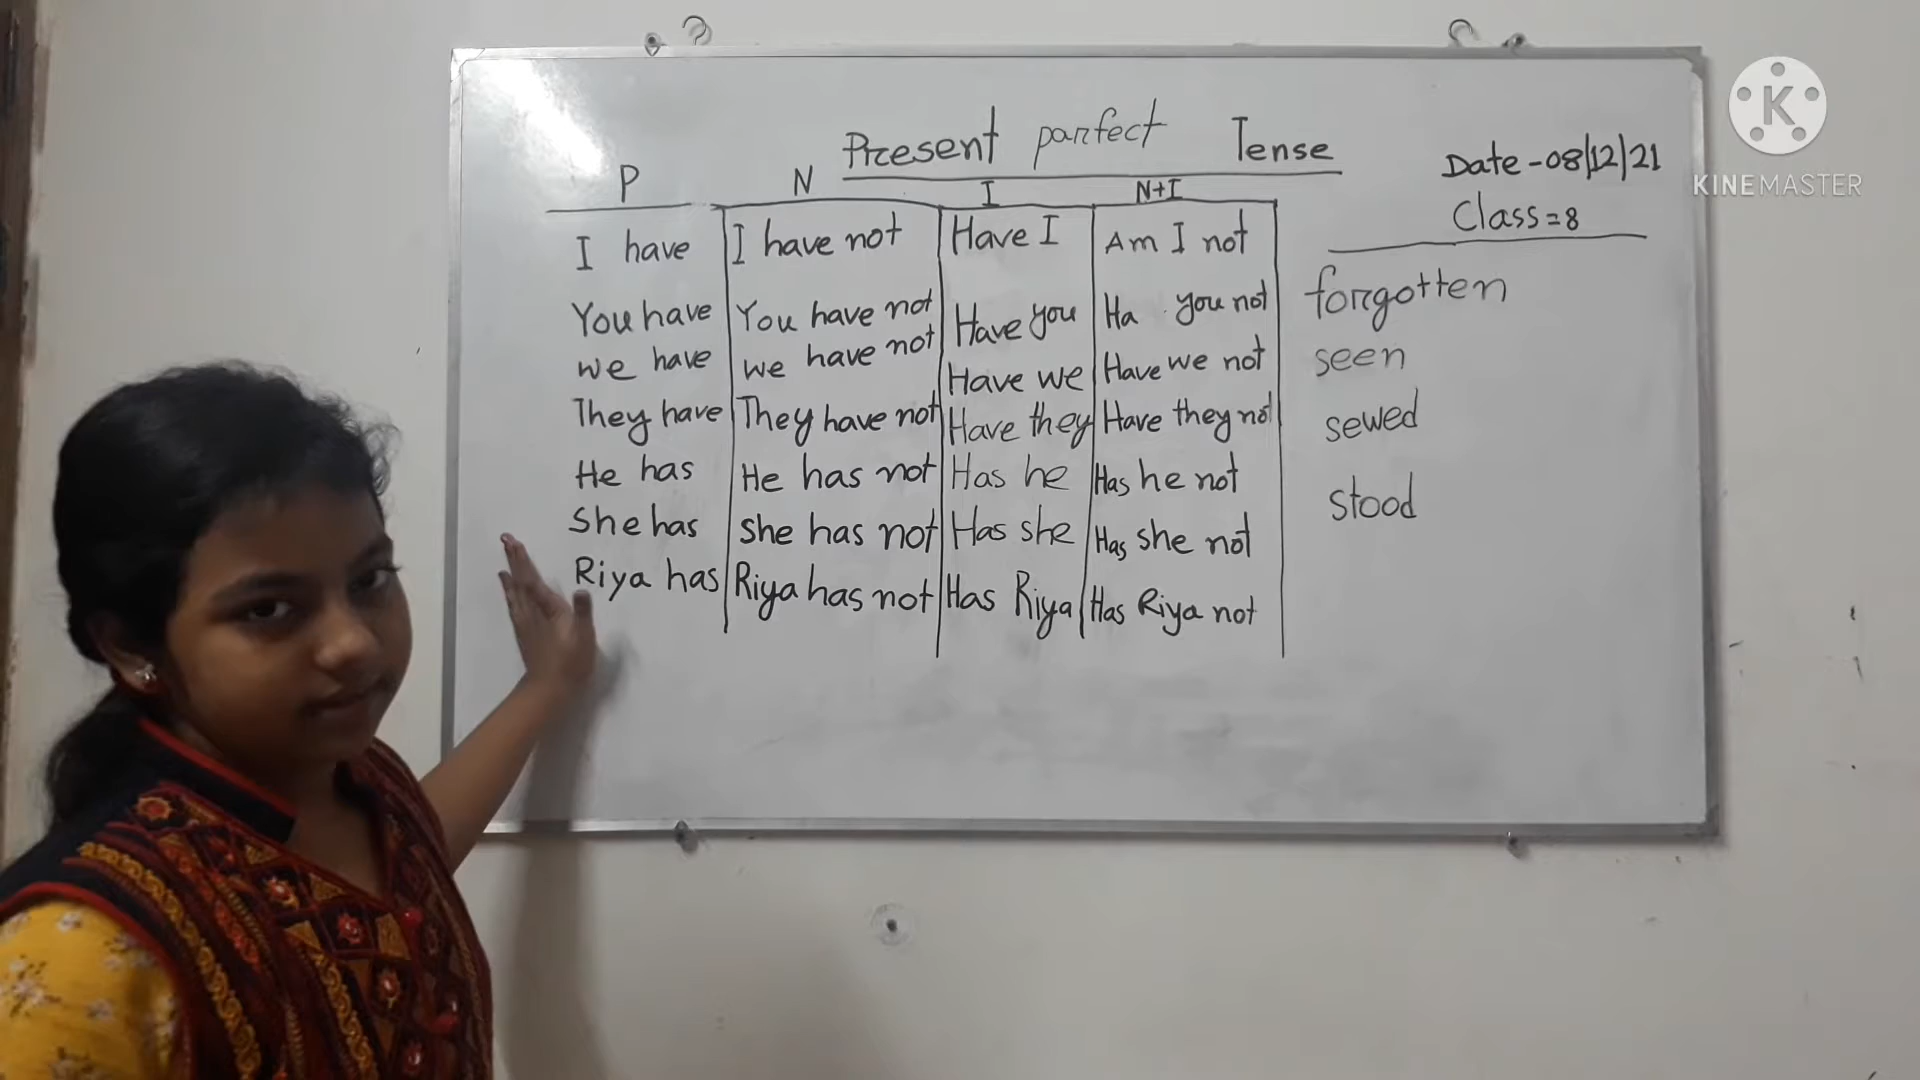 Present parfect Tense
Date-08/12/21
Class=8
P N I N+I
I have I have not Have I Am I not
You have You have not Have you Ha you not
we have we have not Have we Have we not
They have They have not Have they Have they not
He has He has not Has he Has he not
She has She has not Has she Has she not
Riya has Riya has not Has Riya Has Riya not
forgotten
seen
sewed
stood
K
KINEMASTER